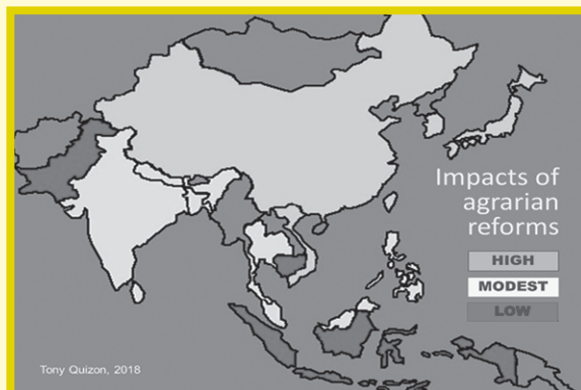 Impacts of
agrarian
reforms
HIGH
MODEST
LOW
Tony Quizon, 2018